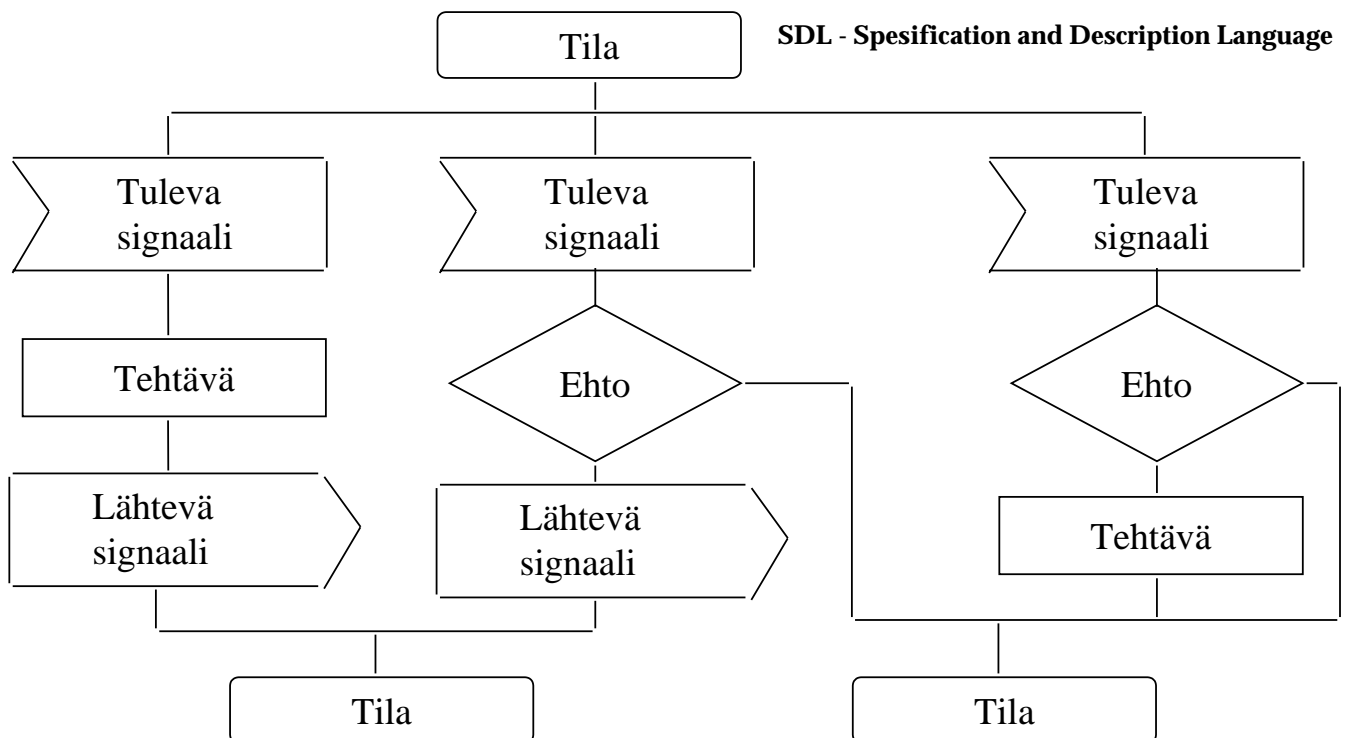 Tila
SDL - Spesification and Description Language
Tuleva
signaali
Tuleva
signaali
Tuleva
signaali
Tehtävä
Ehto
Ehto
Lähtevä
signaali
Lähtevä
signaali
Tehtävä
Tila
Tila